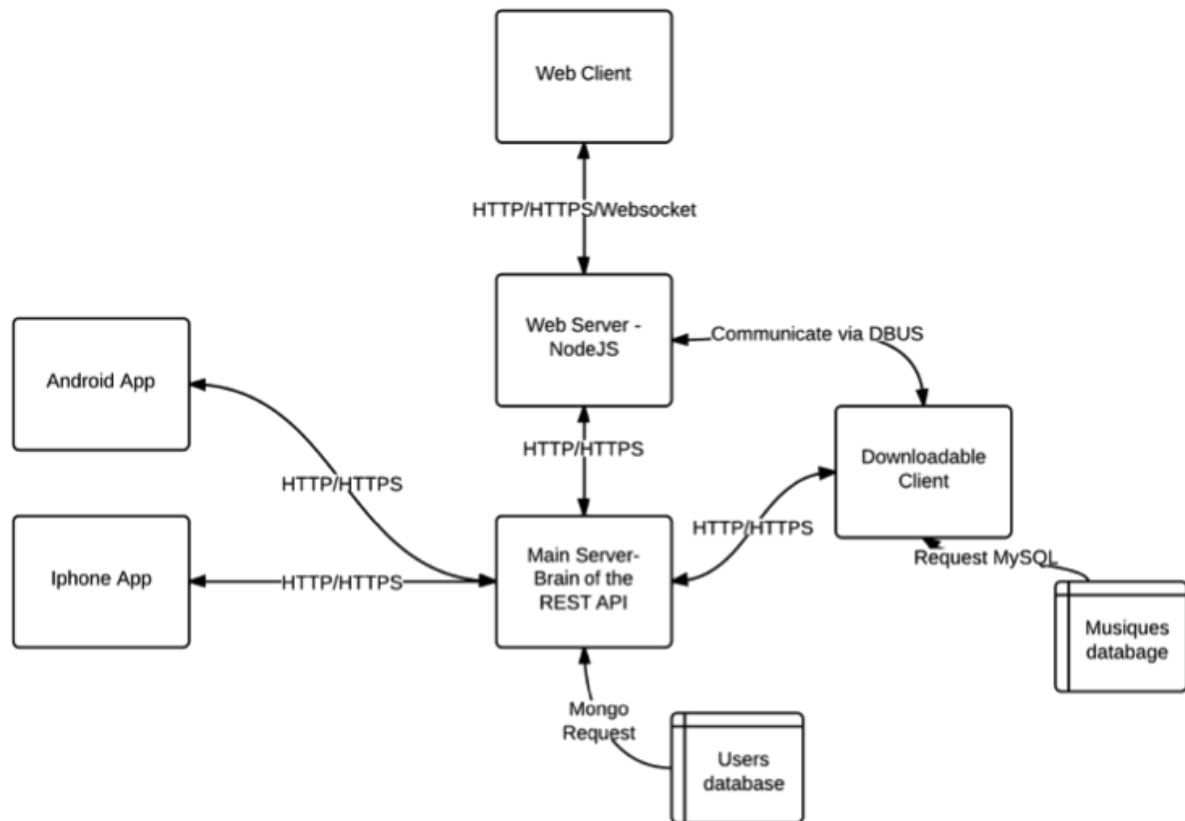 Web Client
HTTP/HTTPS/Websocket
Web Server -
NodeJS
Communicate via DBUS
Android App
HTTP/HTTPS
Downloadable
Client
HTTP/HTTPS
HTTP/HTTPS
Iphone App
HTTP/HTTPS
Main Server-
Brain of the
REST API
Request MySQL
Musiques
databage
Mongo
Request
Users
database